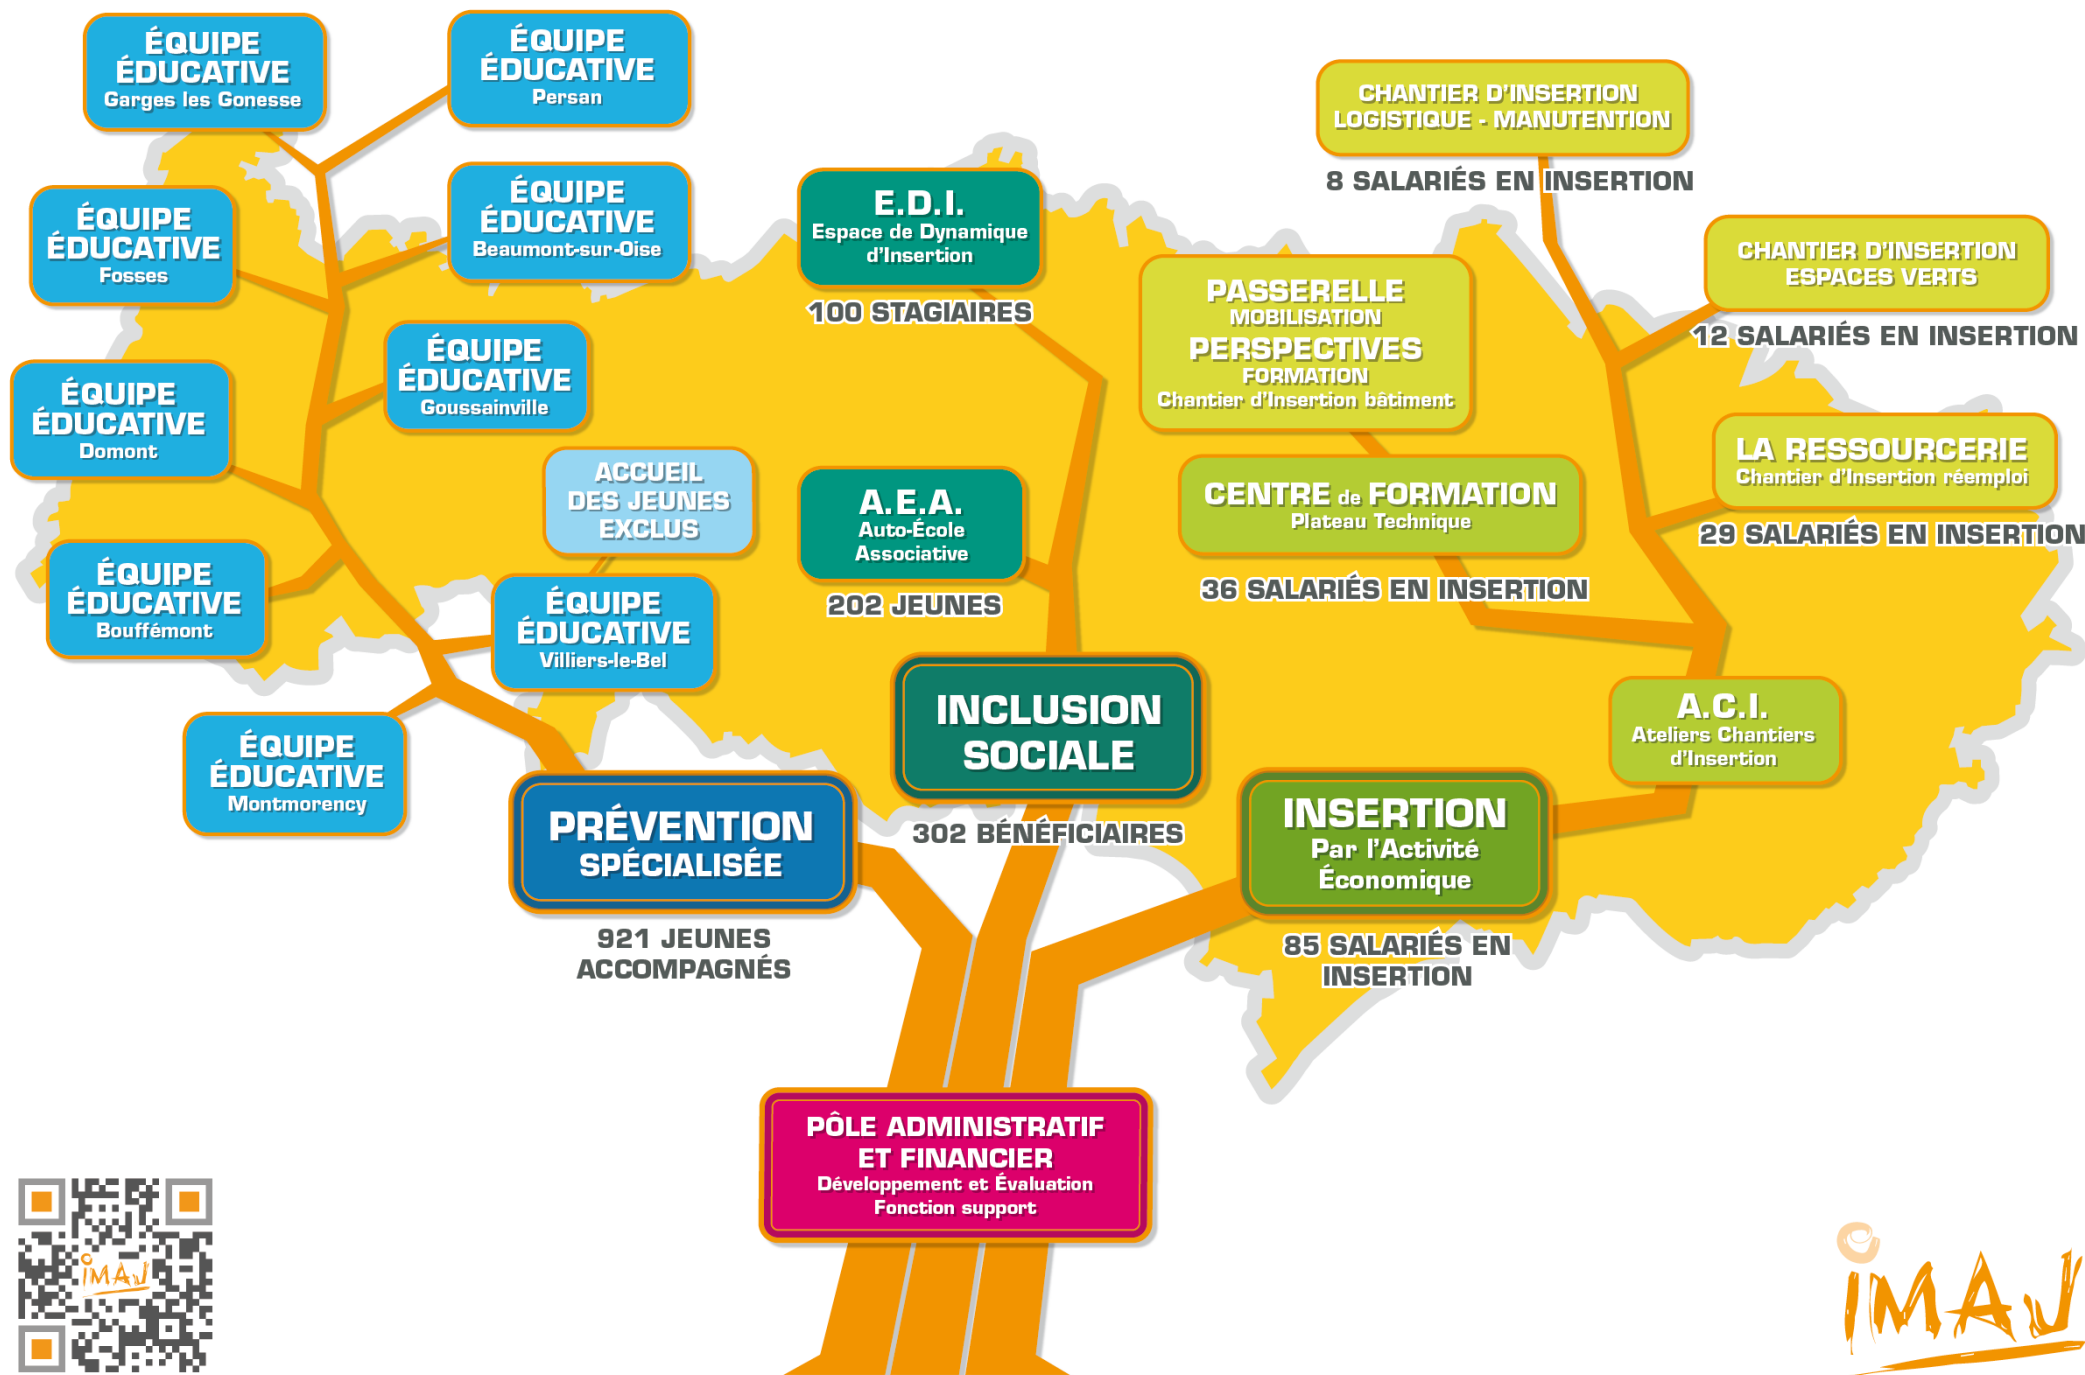 ÉQUIPE
ÉDUCATIVE
Garges les Gonesse
ÉQUIPE
ÉDUCATIVE
Persan
ÉQUIPE
ÉDUCATIVE
Fosses
ÉQUIPE
ÉDUCATIVE
Beaumont-sur-Oise
ÉQUIPE
ÉDUCATIVE
Domont
ÉQUIPE
ÉDUCATIVE
Goussainville
ACCUEIL
DES JEUNES
EXCLUS
ÉQUIPE
ÉDUCATIVE
Bouffémont
ÉQUIPE
ÉDUCATIVE
Villiers-le-Bel
ÉQUIPE
ÉDUCATIVE
Montmorency
PRÉVENTION
SPÉCIALISÉE
921 JEUNES
ACCOMPAGNÉS
E.D.I.
Espace de Dynamique
d'Insertion
100 STAGIAIRES
A.E.A.
Auto-École
Associative
202 JEUNES
INCLUSION
SOCIALE
302 BÉNÉFICIAIRES
CHANTIER D'INSERTION
LOGISTIQUE - MANUTENTION
8 SALARIÉS EN INSERTION
CHANTIER D'INSERTION
ESPACES VERTS
12 SALARIÉS EN INSERTION
PASSERELLE
MOBILISATION
PERSPECTIVES
FORMATION
Chantier d'Insertion bâtiment
CENTRE de FORMATION
Plateau Technique
36 SALARIÉS EN INSERTION
LA RESSOURCERIE
Chantier d'Insertion réemploi
29 SALARIÉS EN INSERTION
A.C.I.
Ateliers Chantiers
d'Insertion
INSERTION
Par l'Activité
Économique
85 SALARIÉS EN
INSERTION
PÔLE ADMINISTRATIF
ET FINANCIER
Développement et Évaluation
Fonction support
iMAJ
iMAJ